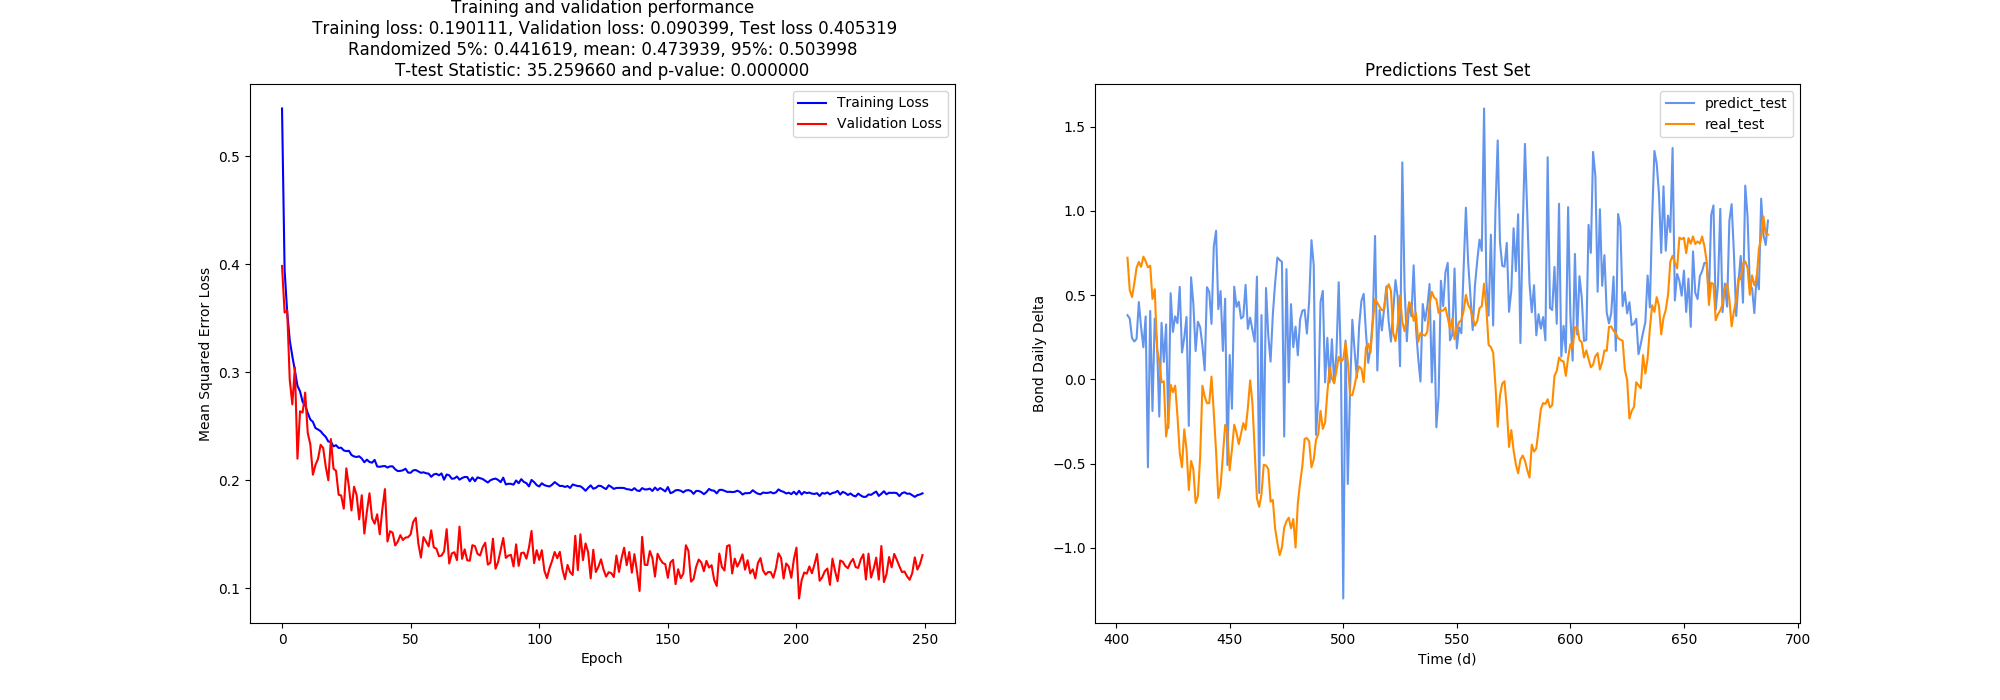 Training and validation performance
Training loss: 0.190111, Validation loss: 0.090399, Test loss 0.405319
Randomized 5%: 0.441619, mean: 0.473939, 95%: 0.503998
T-test Statistic: 35.259660 and p-value: 0.000000
Training Loss
Validation Loss
Mean Squared Error Loss
0.5
0.4
0.3
0.2
0.1
0 50 100 150 200 250
Epoch
Predictions Test Set
predict_test
real_test
Bond Daily Delta
1.5
1.0
0.5
0.0
−0.5
−1.0
400 450 500 550 600 650 700
Time (d)